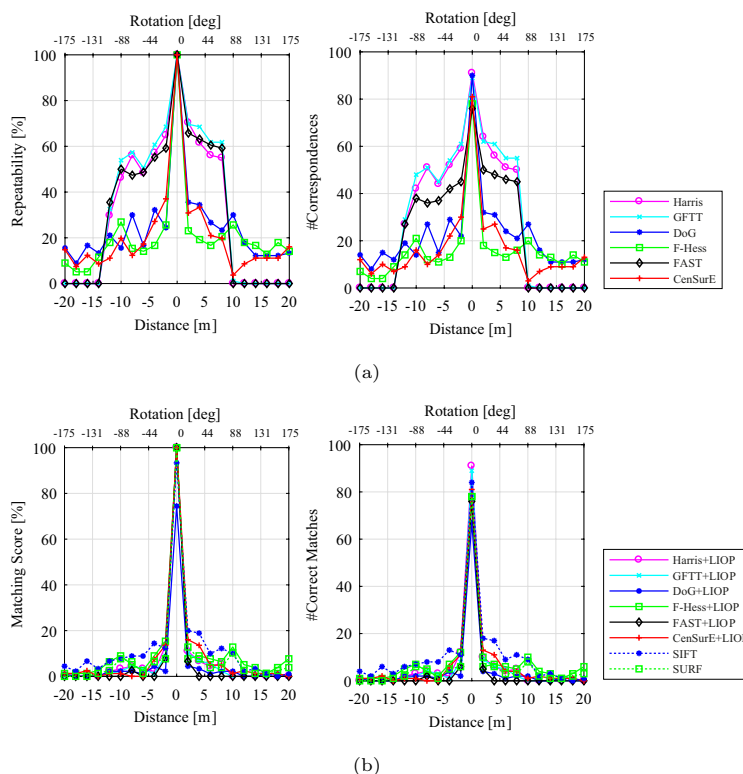 Rotation [deg]
-175 -131 -88 -44 0 44 88 131 175
100
80
60
40
20
0
Repeatability [%]
-20 -15 -10 -5 0 5 10 15 20
Distance [m]
Rotation [deg]
-175 -131 -88 -44 0 44 88 131 175
100
80
60
40
20
0
#Correspondences
-20 -15 -10 -5 0 5 10 15 20
Distance [m]
Harris
GFTT
DoG
F-Hess
FAST
CenSurE
(a)
Rotation [deg]
-175 -131 -88 -44 0 44 88 131 175
100
80
60
40
20
0
Matching Score [%]
-20 -15 -10 -5 0 5 10 15 20
Distance [m]
Rotation [deg]
-175 -131 -88 -44 0 44 88 131 175
100
80
60
40
20
0
#Correct Matches
-20 -15 -10 -5 0 5 10 15 20
Distance [m]
Harris+LIOP
GFTT+LIOP
DoG+LIOP
F-Hess+LIOP
FAST+LIOP
CenSurE+LIOP
SIFT
SURF
(b)